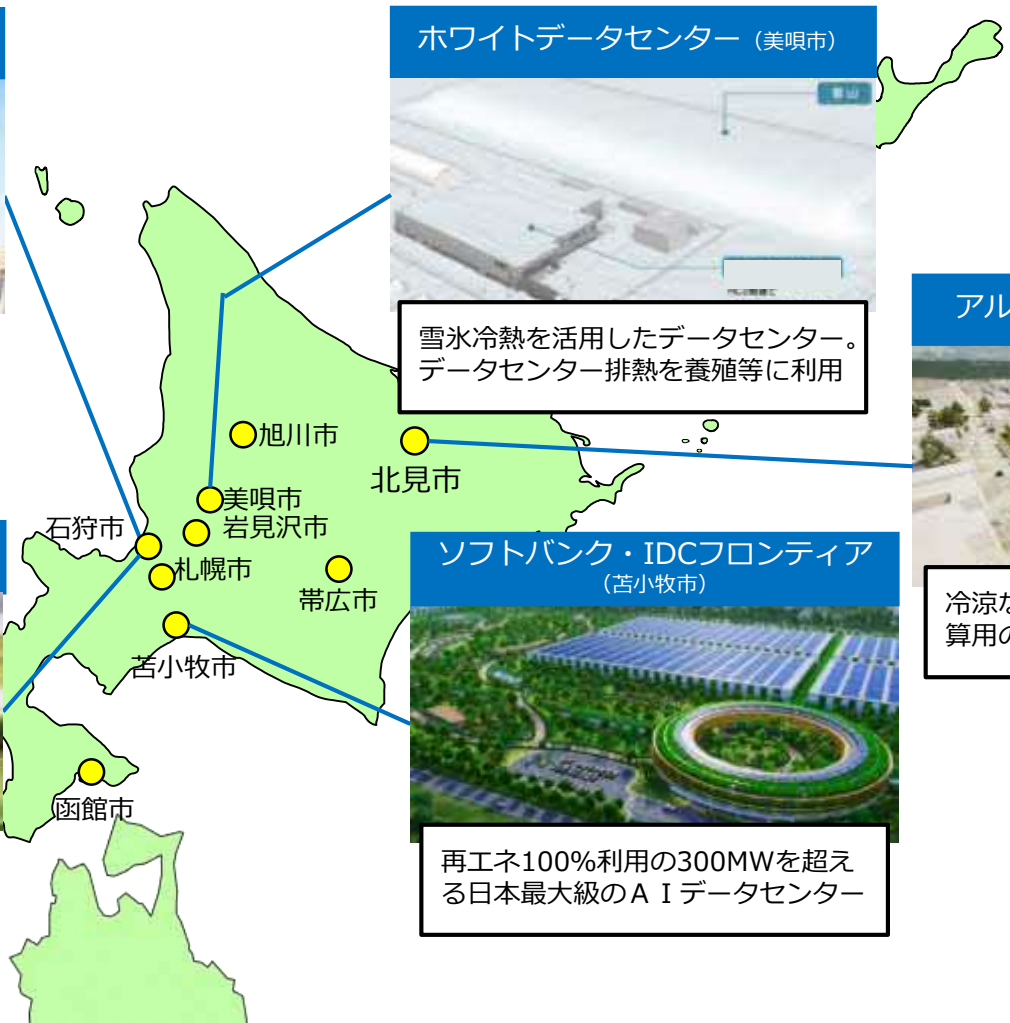 ホワイトデータセンター（美唄市）
雪山
雪氷冷熱を活用したデータセンター。
データセンター排熱を養殖等に利用
アル
旭川市
北見市
美唄市
岩見沢市
石狩市
札幌市
帯広市
苫小牧市
函館市
ソフトバンク・IDCフロンティア
（苫小牧市）
冷涼な
算用の
再エネ100%利用の300MWを超え
る日本最大級のＡＩデータセンター